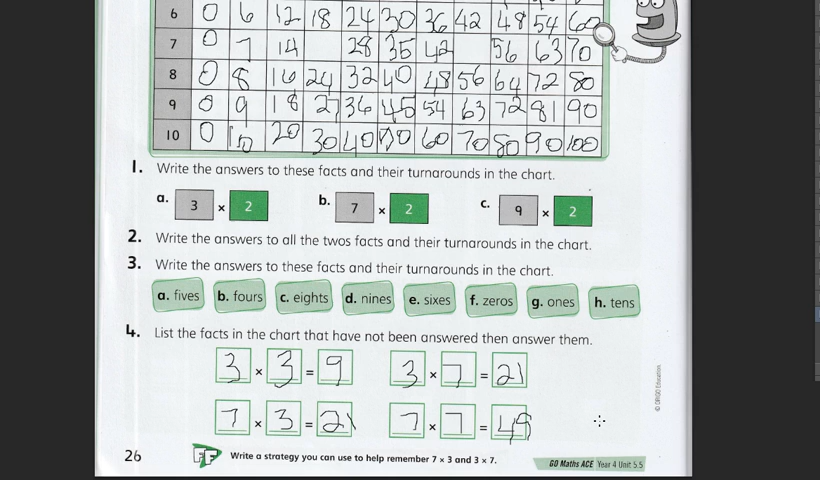 6 0 6 12 18 24 30 36 42 48 54 60
7 0 7 14 28 35 42 56 63 70
8 0 8 16 24 32 40 48 56 64 72 80
9 0 9 18 27 36 45 54 63 72 81 90
10 0 10 20 30 40 50 60 70 80 90 100
1. Write the answers to these facts and their turnarounds in the chart.
a. 3 x 2 b. 7 x 2 c. 9 x 2
2. Write the answers to all the twos facts and their turnarounds in the chart.
3. Write the answers to these facts and their turnarounds in the chart.
a. fives b. fours c. eights d. nines e. sixes f. zeros g. ones h. tens
4. List the facts in the chart that have not been answered then answer them.
3 x 3 = 9 3 x 7 = 21
7 x 3 = 21 7 x 7 = 49
© ORIGO Education
26 FF Write a strategy you can use to help remember 7 x 3 and 3 x 7. GO Maths ACE Year 4 Unit 5.5